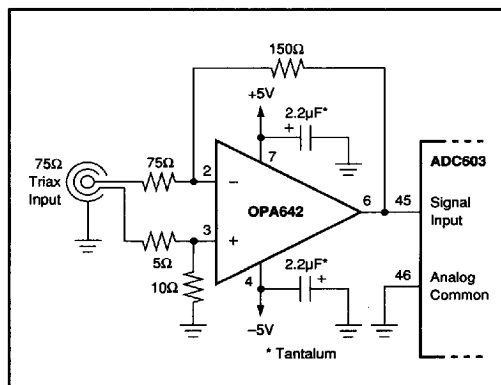 150Ω
+5V
2.2µF*
+
7
ADC603
75Ω
Triax
Input
75Ω
2
−
OPA642
6
45
Signal
Input
3
+
5Ω
10Ω
4
2.2µF*
+
46
Analog
Common
−5V
* Tantalum